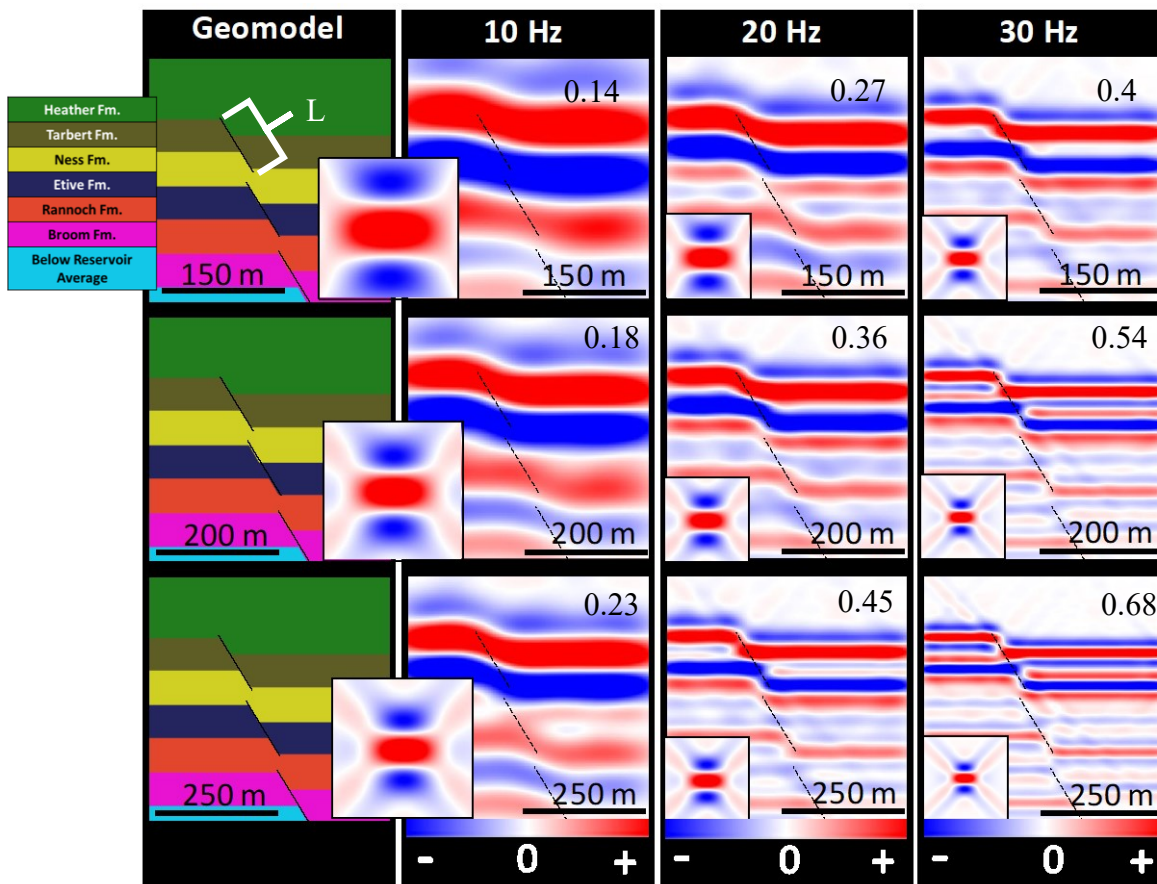 Geomodel
10 Hz
20 Hz
30 Hz
Heather Fm.
Tarbert Fm.
Ness Fm.
Etive Fm.
Rannoch Fm.
Broom Fm.
Below Reservoir
Average
L
150 m
0.14
150 m
0.27
150 m
0.4
150 m
200 m
0.18
200 m
0.36
200 m
0.54
200 m
250 m
0.23
250 m
0.45
250 m
0.68
250 m
- 0 +
- 0 +
- 0 +